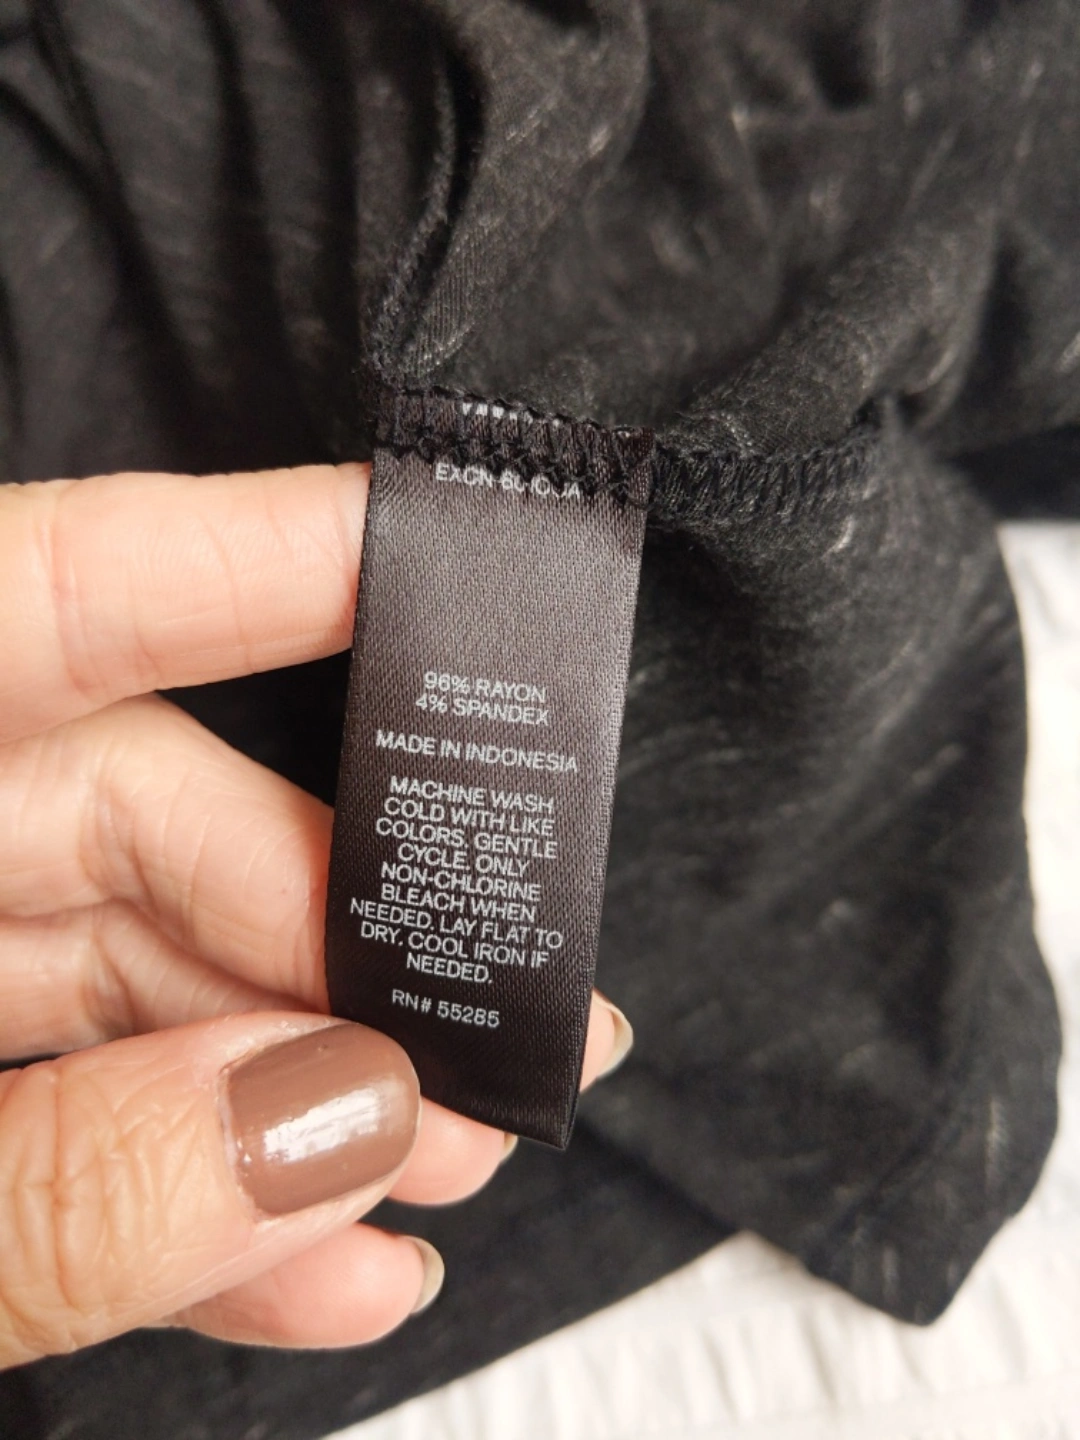 96% RAYON
4% SPANDEX
MADE IN INDONESIA
MACHINE WASH
COLD WITH LIKE
COLORS. GENTLE
CYCLE. ONLY
NON-CHLORINE
BLEACH WHEN
NEEDED. LAY FLAT TO
DRY. COOL IRON IF
NEEDED.
RN# 55285